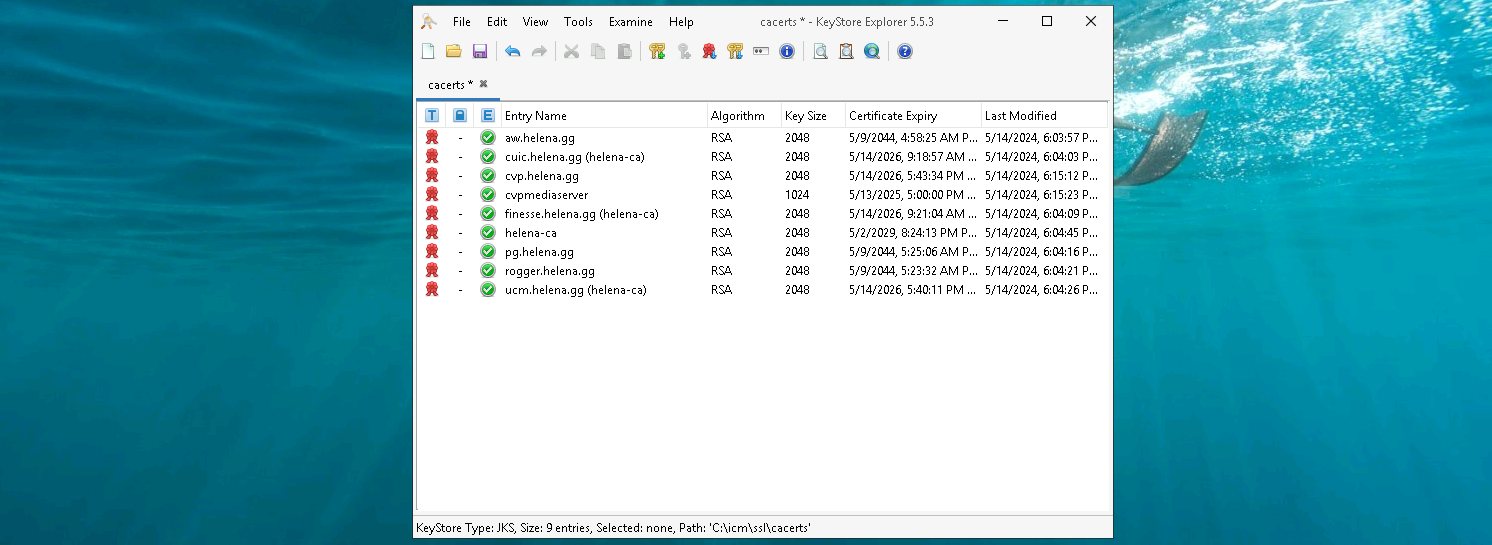 File Edit View Tools Examine Help cacerts * - KeyStore Explorer 5.5.3
cacerts *
T E Entry Name Algorithm Key Size Certificate Expiry Last Modified
- aw.helena.gg RSA 2048 5/9/2044, 4:58:25 AM P... 5/14/2024, 6:03:57 P...
- cuic.helena.gg (helena-ca) RSA 2048 5/14/2026, 9:18:57 AM ... 5/14/2024, 6:04:03 P...
- cvp.helena.gg RSA 2048 5/14/2026, 5:43:34 PM ... 5/14/2024, 6:15:12 P...
- cvpmediaserver RSA 1024 5/13/2025, 5:00:00 PM ... 5/14/2024, 6:15:23 P...
- finesse.helena.gg (helena-ca) RSA 2048 5/14/2026, 9:21:04 AM ... 5/14/2024, 6:04:09 P...
- helena-ca RSA 2048 5/2/2029, 8:24:13 PM P... 5/14/2024, 6:04:45 P...
- pg.helena.gg RSA 2048 5/9/2044, 5:25:06 AM P... 5/14/2024, 6:04:16 P...
- rogger.helena.gg RSA 2048 5/9/2044, 5:23:32 AM P... 5/14/2024, 6:04:21 P...
- ucm.helena.gg (helena-ca) RSA 2048 5/14/2026, 5:40:11 PM ... 5/14/2024, 6:04:26 P...
KeyStore Type: JKS, Size: 9 entries, Selected: none, Path: 'C:\icm\ssl\cacerts'